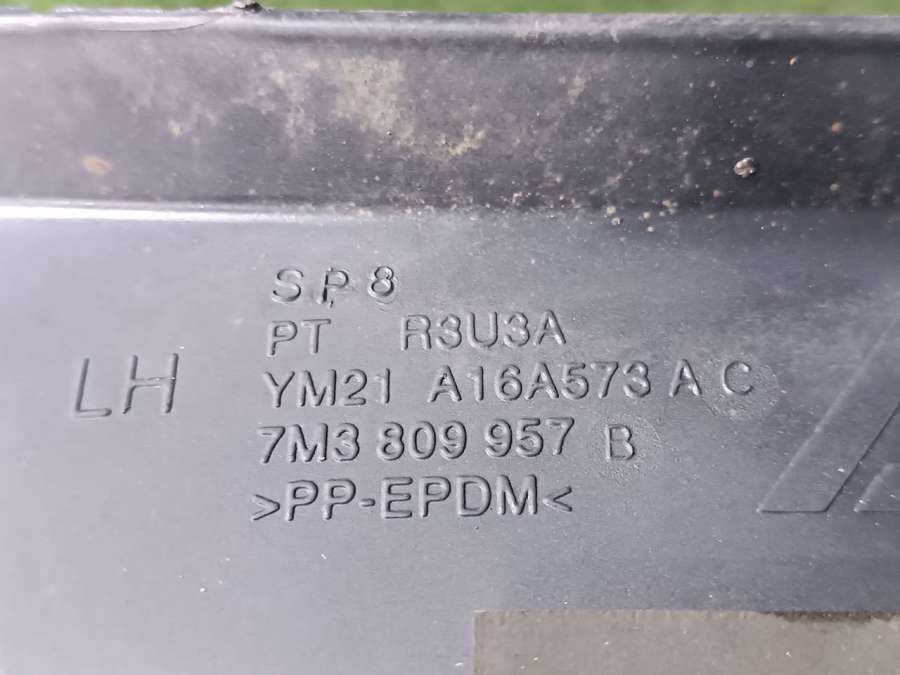 SP8
PT R3U3A
LH
YM21 A16A573 A C
7M3 809 957 B
>PP-EPDM<